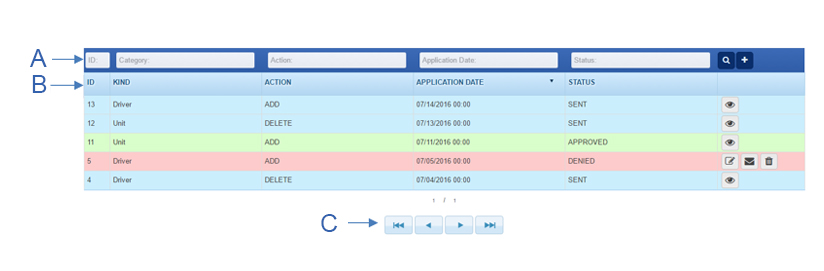 A ID: Category: Action: Application Date: Status:
B ID KIND ACTION APPLICATION DATE STATUS
13 Driver ADD 07/14/2016 00:00 SENT
12 Unit DELETE 07/13/2016 00:00 SENT
11 Unit ADD 07/11/2016 00:00 APPROVED
5 Driver ADD 07/05/2016 00:00 DENIED
4 Driver DELETE 07/04/2016 00:00 SENT
1 / 1
C